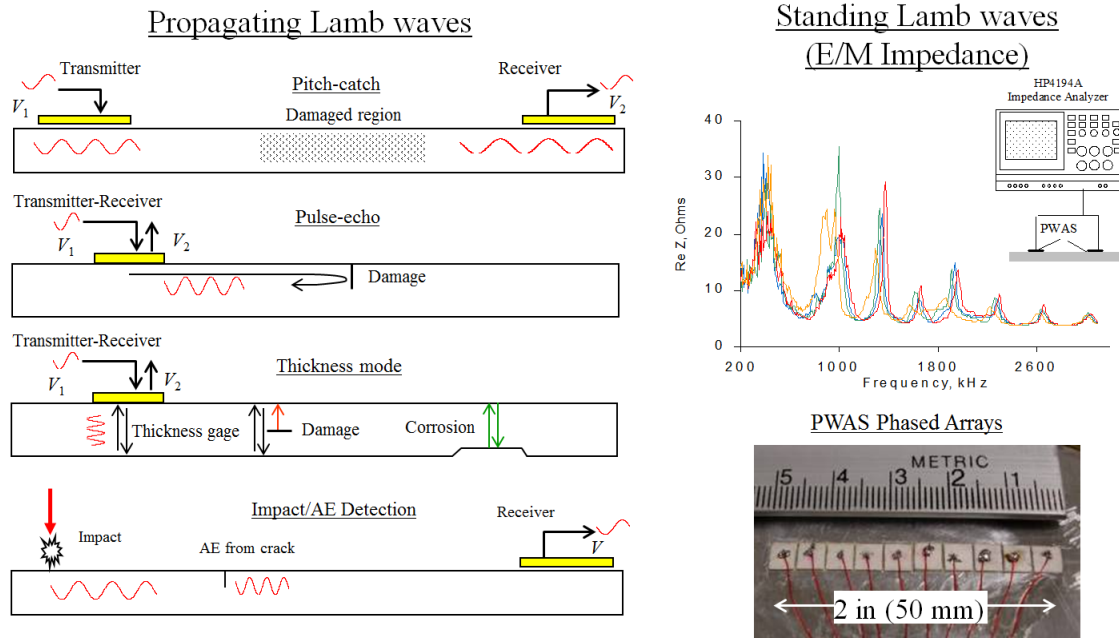 Propagating Lamb waves
Transmitter
V1
Pitch-catch
Damaged region
Receiver
V2
Transmitter-Receiver
V1
V2
Pulse-echo
Damage
Transmitter-Receiver
V1
V2
Thickness mode
Thickness gage
Damage
Corrosion
Impact/AE Detection
Impact
AE from crack
Receiver
V
Standing Lamb waves
(E/M Impedance)
HP4194A
Impedance Analyzer
PWAS
Re Z, Ohms
40
30
20
10
0
200 1000 1800 2600
Frequency, kHz
PWAS Phased Arrays
METRIC
5 4 3 2 1
2 in (50 mm)